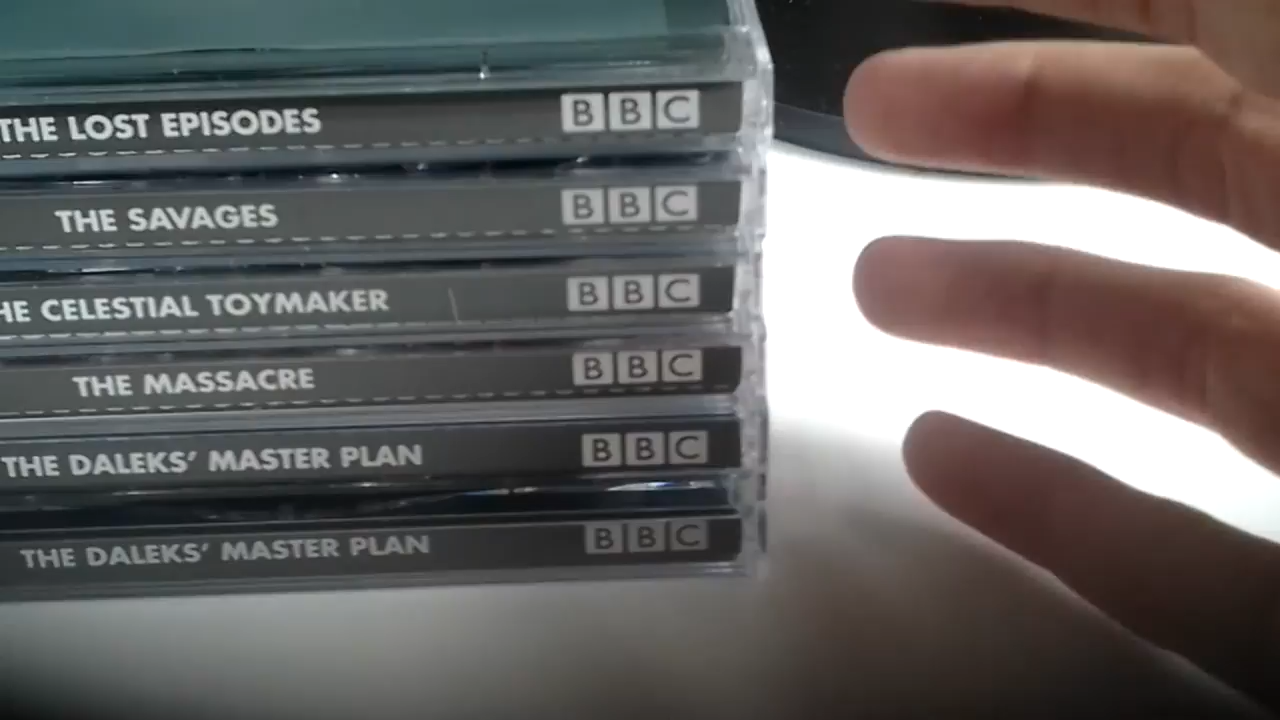 THE LOST EPISODES BBC
THE SAVAGES BBC
HE CELESTIAL TOYMAKER BBC
THE MASSACRE BBC
THE DALEKS' MASTER PLAN BBC
THE DALEKS' MASTER PLAN BBC